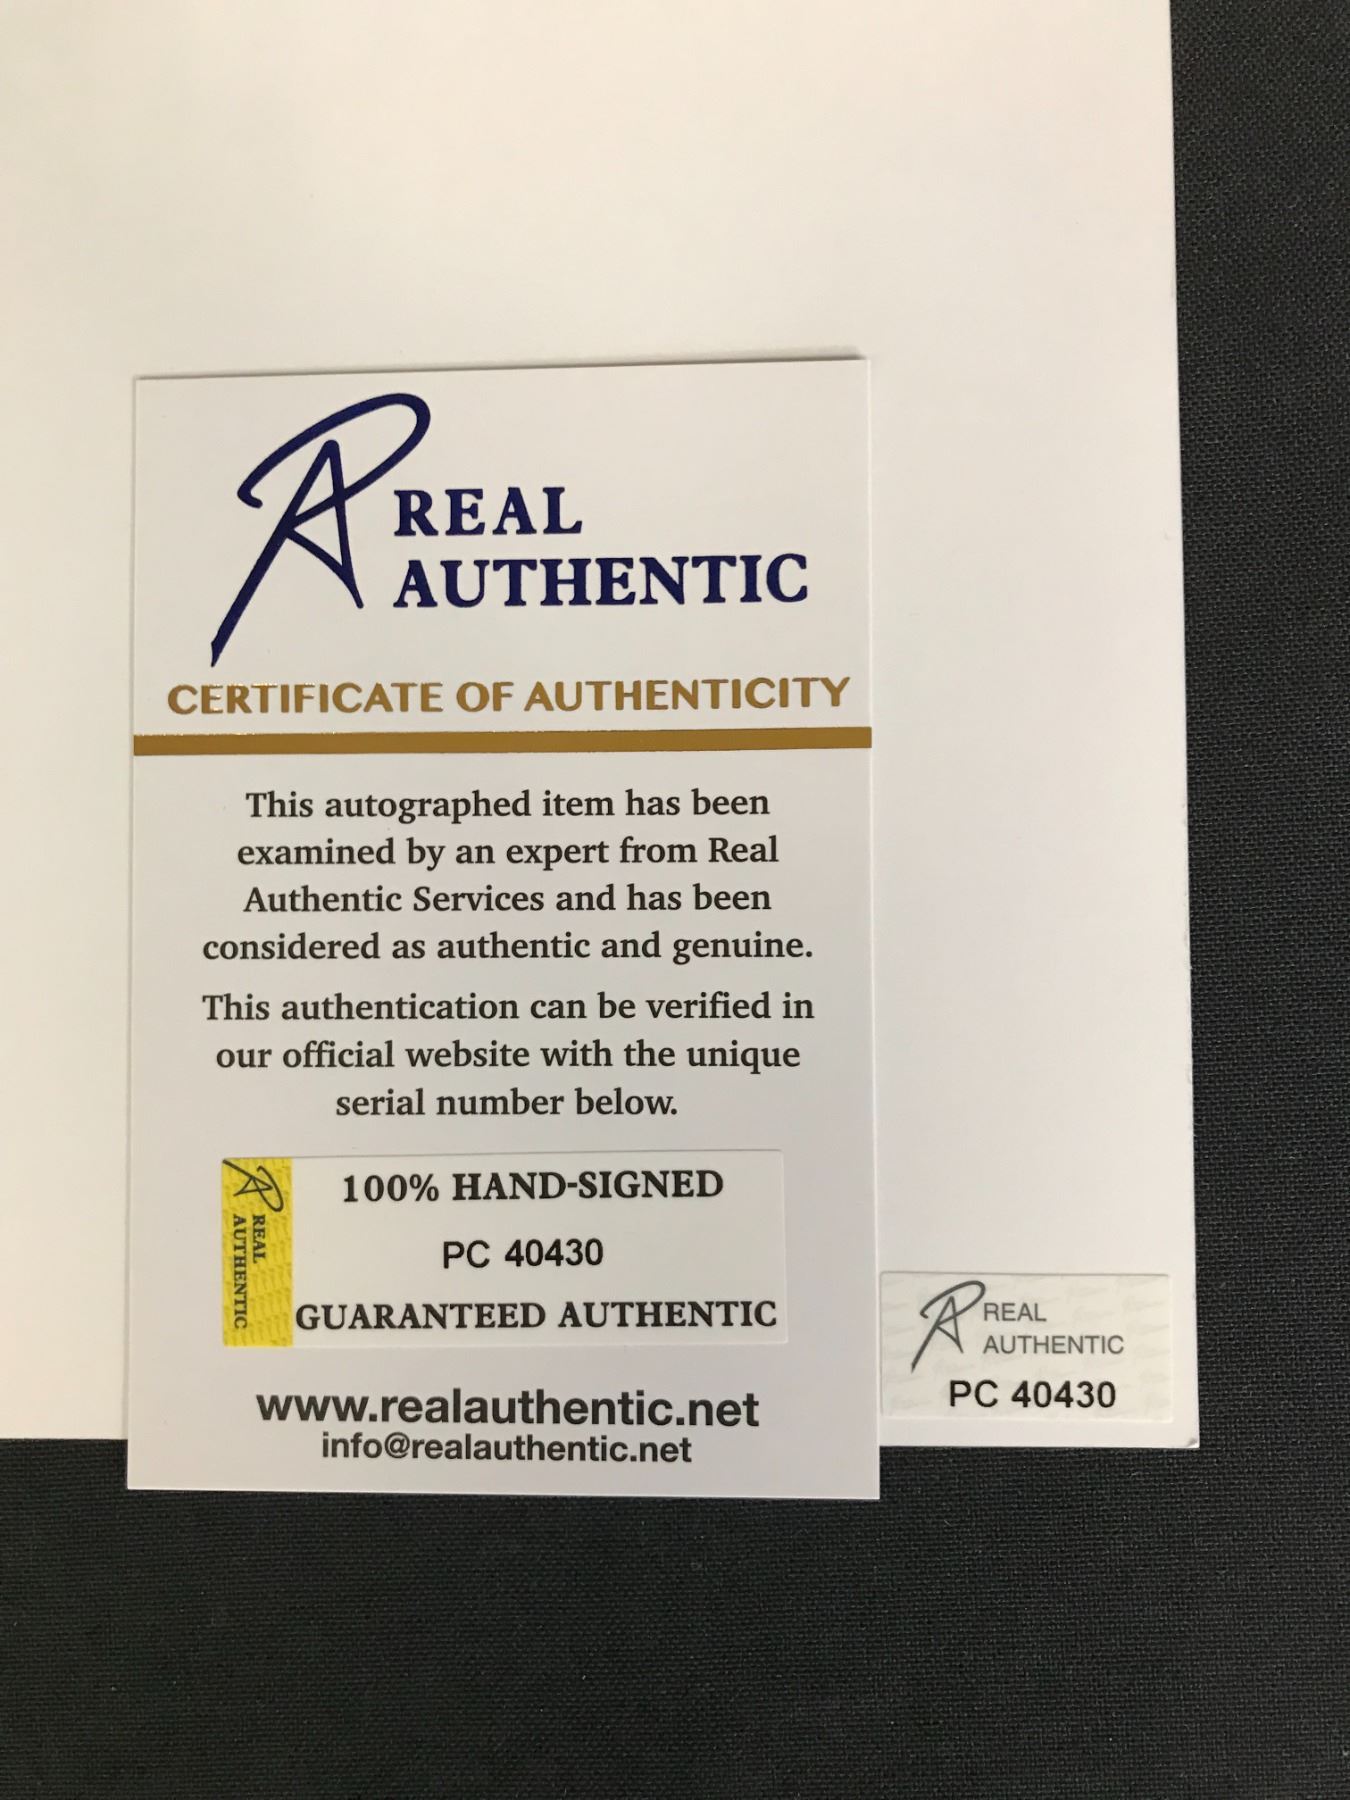 REAL
AUTHENTIC
CERTIFICATE OF AUTHENTICITY
This autographed item has been
examined by an expert from Real
Authentic Services and has been
considered as authentic and genuine.
This authentication can be verified in
our official website with the unique
serial number below.
REAL
AUTHENTIC
100% HAND-SIGNED
PC 40430
GUARANTEED AUTHENTIC
www.realauthentic.net
info@realauthentic.net
REAL
AUTHENTIC
PC 40430